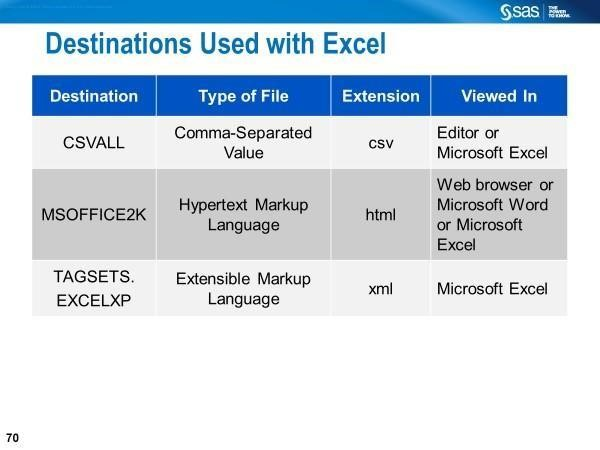 sas THE POWER TO KNOW.
Destinations Used with Excel
Destination Type of File Extension Viewed In
CSVALL Comma-Separated Value csv Editor or Microsoft Excel
MSOFFICE2K Hypertext Markup Language html Web browser or Microsoft Word or Microsoft Excel
TAGSETS. EXCELXP Extensible Markup Language xml Microsoft Excel
70